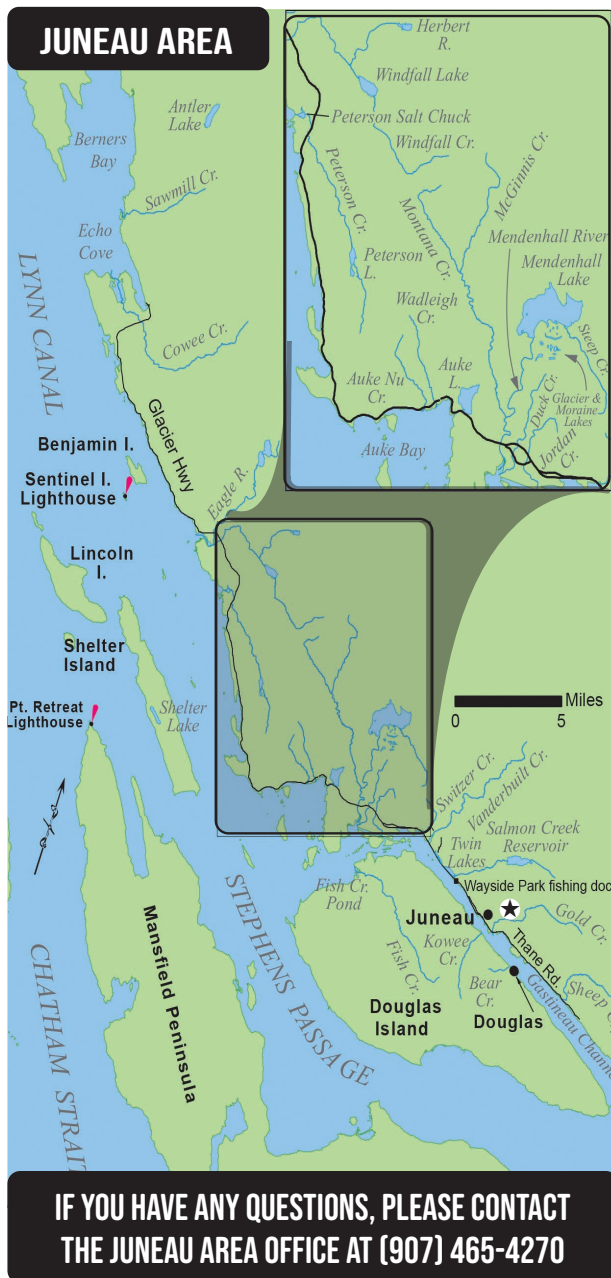 JUNEAU AREA
Herbert
R.
Windfall Lake
Antler
Lake
Peterson Salt Chuck
Berners
Bay
Windfall Cr.
McGinnis Cr.
Sawmill Cr.
Peterson Cr.
Montana Cr.
Echo
Cove
Mendenhall River
Mendenhall
Lake
Peterson
L.
LYNN CANAL
Wadleigh
Cr.
Steep Cr.
Cowee Cr.
Auke Nu
Cr.
Auke
L.
Duck Cr.
Glacier &
Moraine
Lakes
Glacier Hwy
Jordan
Cr.
Auke Bay
Benjamin I.
Sentinel I.
Lighthouse
Eagle R.
Lincoln
I.
Shelter
Island
Shelter
Lake
Pt. Retreat
Lighthouse
Miles
0 5
Switzer Cr.
Vanderbuilt Cr.
Twin
Lakes
Salmon Creek
Reservoir
Wayside Park fishing doc
Fish Cr.
Pond
STEPHENS PASSAGE
Juneau
Gold Cr.
Mansfield Peninsula
Kowee
Cr.
Fish Cr.
Thane Rd.
Bear
Cr.
Sheep C
Douglas
Island
Douglas
Gastineau Channe
CHATHAM STRAIT
IF YOU HAVE ANY QUESTIONS, PLEASE CONTACT
THE JUNEAU AREA OFFICE AT (907) 465-4270